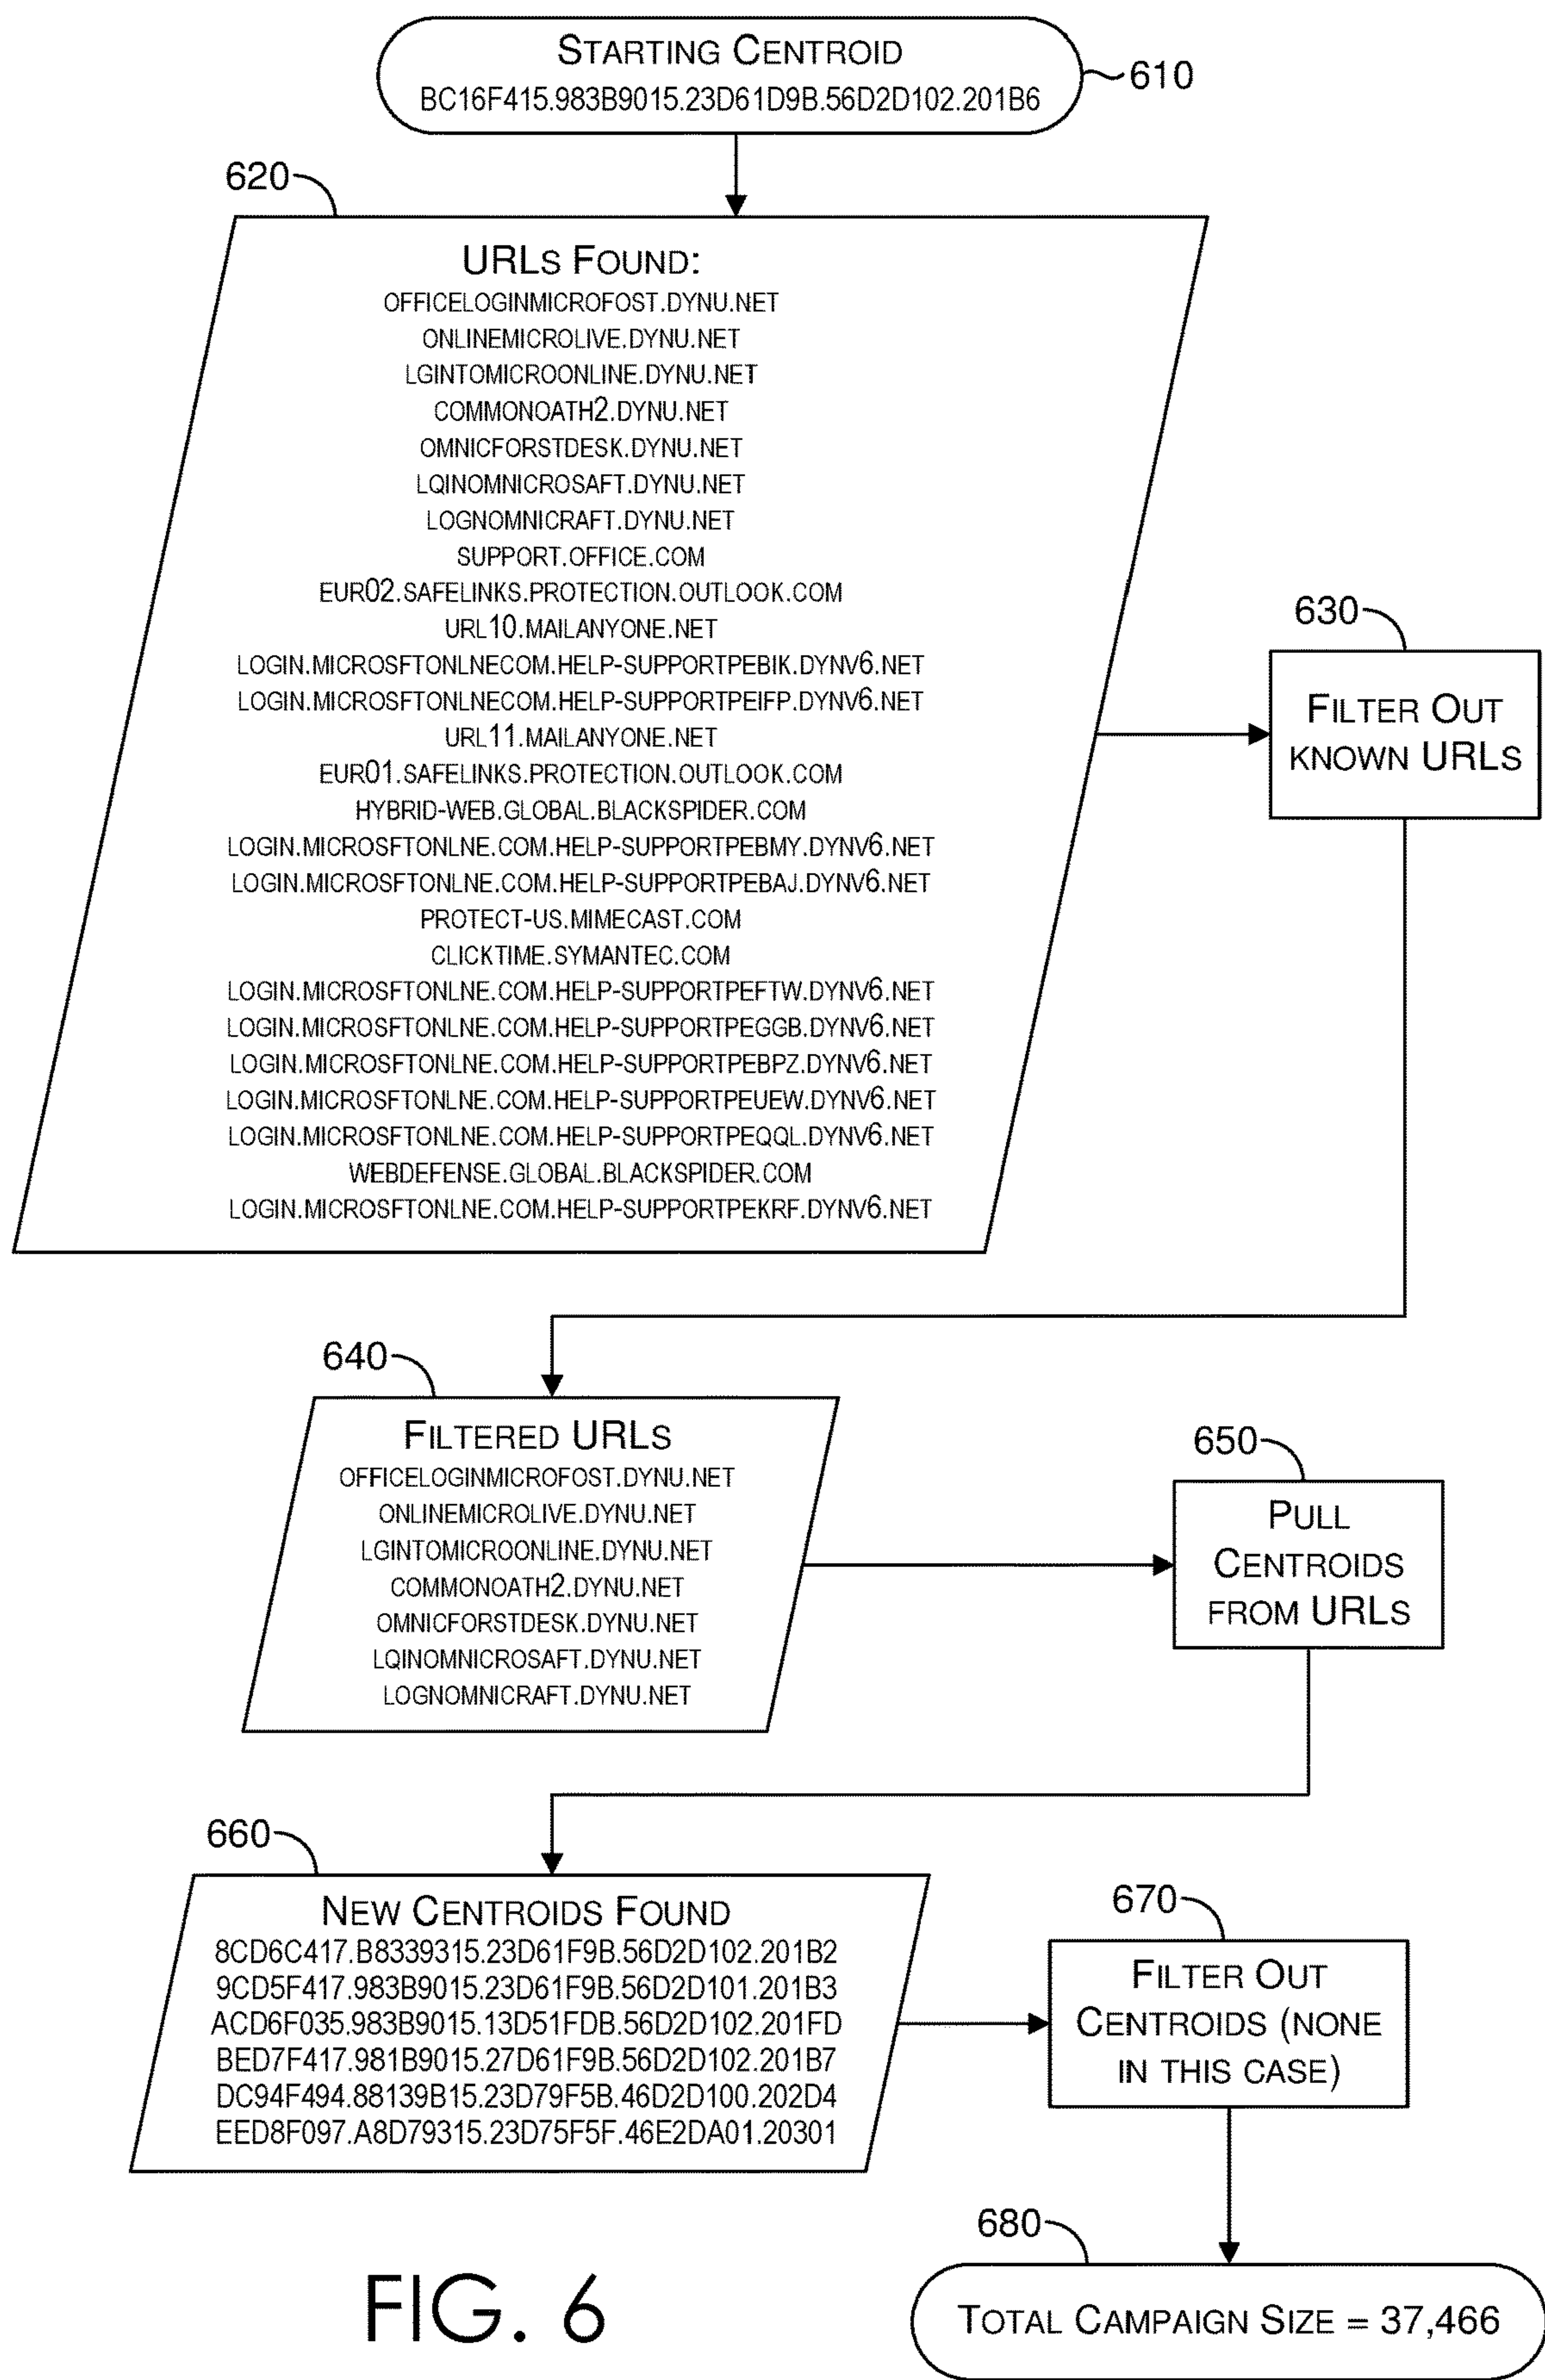 STARTING CENTROID
BC16F415.983B9015.23D61D9B.56D2D102.201B6
610
620
URLS FOUND:
OFFICELOGINMICROFOST.DYNU.NET
ONLINEMICROLIVE.DYNU.NET
LGINTOMICROONLINE.DYNU.NET
COMMONOATH2.DYNU.NET
OMNICFORSTDESK.DYNU.NET
LQINOMNICROSAFT.DYNU.NET
LOGNOMNICRAFT.DYNU.NET
SUPPORT.OFFICE.COM
EUR02.SAFELINKS.PROTECTION.OUTLOOK.COM
URL10.MAILANYONE.NET
LOGIN.MICROSFTONLNECOM.HELP-SUPPORTPEBIK.DYNV6.NET
LOGIN.MICROSFTONLNECOM.HELP-SUPPORTPEIFP.DYNV6.NET
URL11.MAILANYONE.NET
EUR01.SAFELINKS.PROTECTION.OUTLOOK.COM
HYBRID-WEB.GLOBAL.BLACKSPIDER.COM
LOGIN.MICROSFTONLNE.COM.HELP-SUPPORTPEBMY.DYNV6.NET
LOGIN.MICROSFTONLNE.COM.HELP-SUPPORTPEBAJ.DYNV6.NET
PROTECT-US.MIMECAST.COM
CLICKTIME.SYMANTEC.COM
LOGIN.MICROSFTONLNE.COM.HELP-SUPPORTPEFTW.DYNV6.NET
LOGIN.MICROSFTONLNE.COM.HELP-SUPPORTPEGGB.DYNV6.NET
LOGIN.MICROSFTONLNE.COM.HELP-SUPPORTPEBPZ.DYNV6.NET
LOGIN.MICROSFTONLNE.COM.HELP-SUPPORTPEUEW.DYNV6.NET
LOGIN.MICROSFTONLNE.COM.HELP-SUPPORTPEQQL.DYNV6.NET
WEBDEFENSE.GLOBAL.BLACKSPIDER.COM
LOGIN.MICROSFTONLNE.COM.HELP-SUPPORTPEKRF.DYNV6.NET
630
FILTER OUT
KNOWN URLS
640
FILTERED URLS
OFFICELOGINMICROFOST.DYNU.NET
ONLINEMICROLIVE.DYNU.NET
LGINTOMICROONLINE.DYNU.NET
COMMONOATH2.DYNU.NET
OMNICFORSTDESK.DYNU.NET
LQINOMNICROSAFT.DYNU.NET
LOGNOMNICRAFT.DYNU.NET
650
PULL
CENTROIDS
FROM URLS
660
NEW CENTROIDS FOUND
8CD6C417.B8339315.23D61F9B.56D2D102.201B2
9CD5F417.983B9015.23D61F9B.56D2D101.201B3
ACD6F035.983B9015.13D51FDB.56D2D102.201FD
BED7F417.981B9015.27D61F9B.56D2D102.201B7
DC94F494.88139B15.23D79F5B.46D2D100.202D4
EED8F097.A8D79315.23D75F5F.46E2DA01.20301
670
FILTER OUT
CENTROIDS (NONE
IN THIS CASE)
680
TOTAL CAMPAIGN SIZE = 37,466
FIG. 6